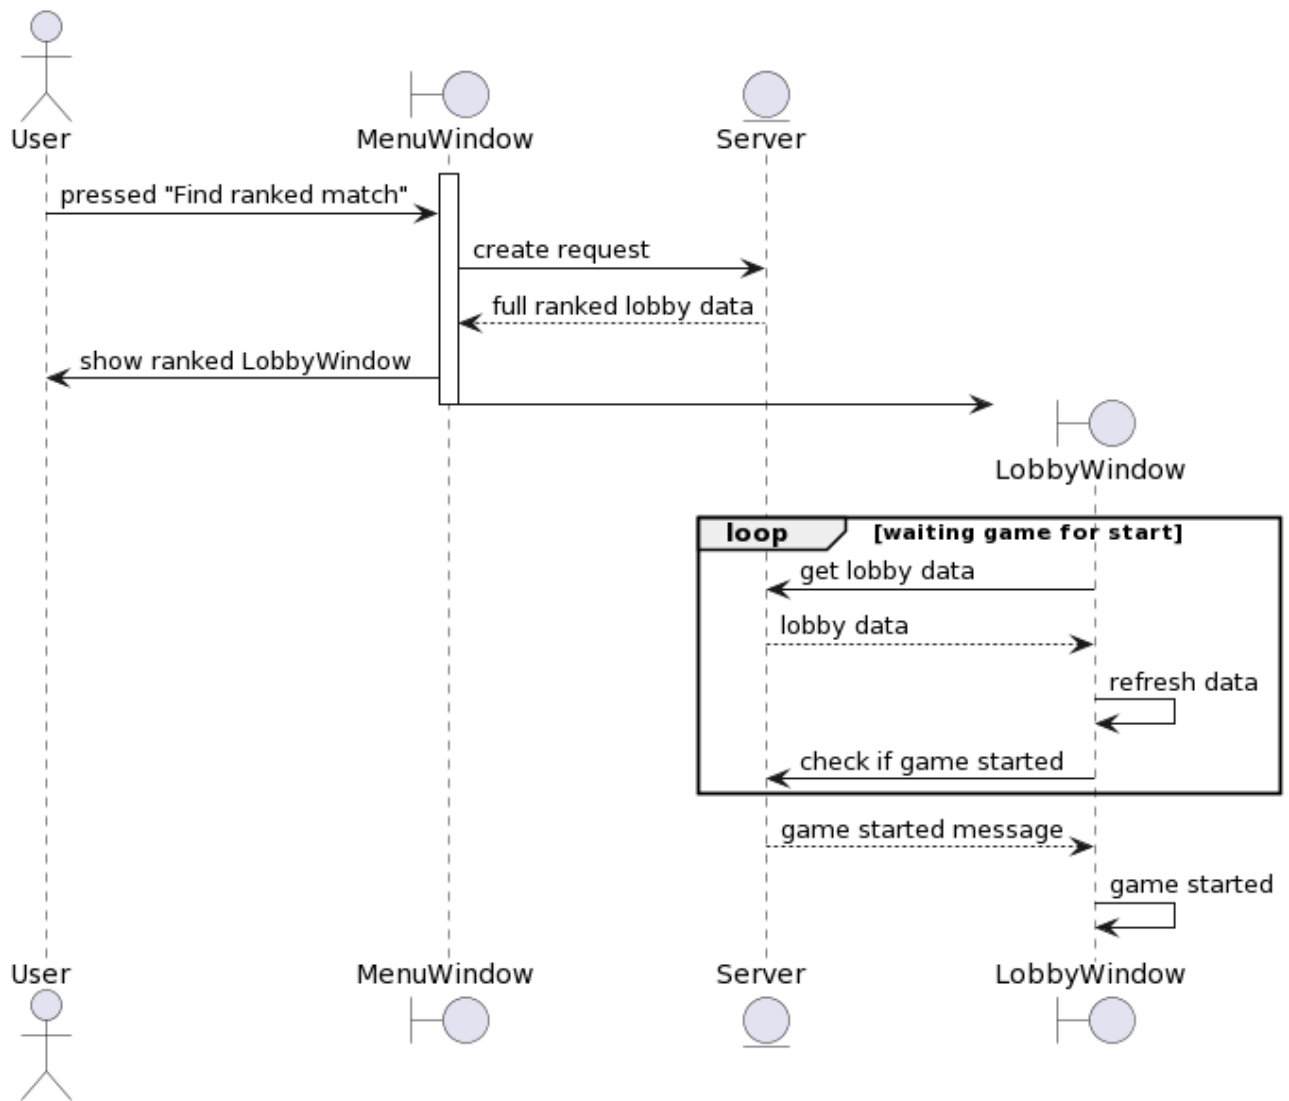 User
MenuWindow
Server
pressed "Find ranked match"
create request
full ranked lobby data
show ranked LobbyWindow
LobbyWindow
loop
[waiting game for start]
get lobby data
lobby data
refresh data
check if game started
game started message
game started
User
MenuWindow
Server
LobbyWindow